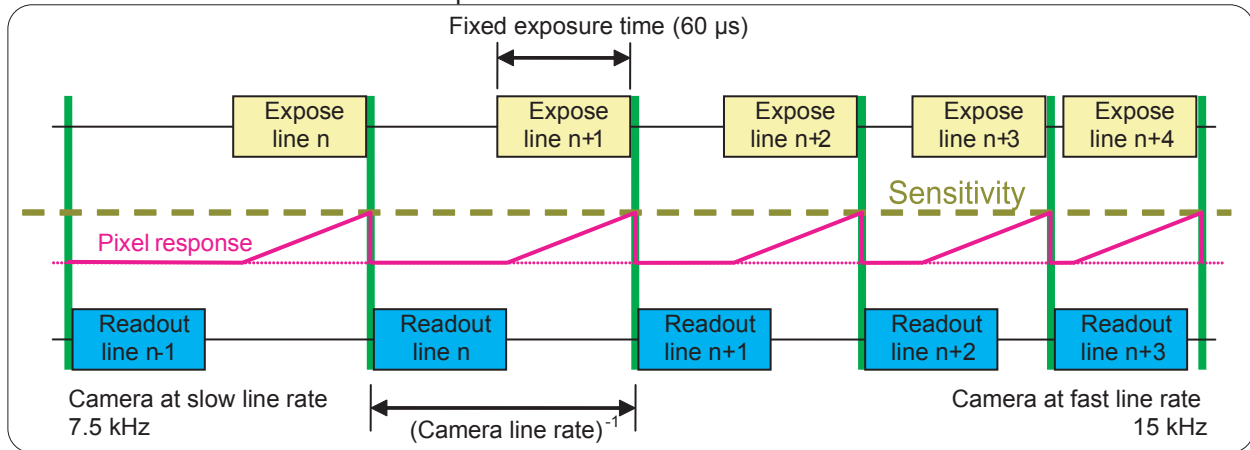 Fixed exposure time (60 µs)
Expose
line n
Expose
line n+1
Expose
line n+2
Expose
line n+3
Expose
line n+4
Sensitivity
Pixel response
Readout
line n-1
Readout
line n
Readout
line n+1
Readout
line n+2
Readout
line n+3
Camera at slow line rate
7.5 kHz
(Camera line rate)⁻¹
Camera at fast line rate
15 kHz